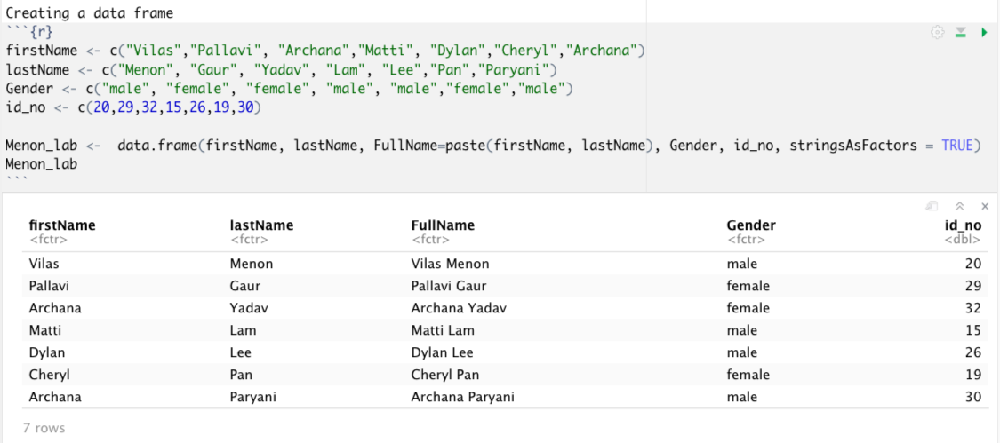 Creating a data frame
```{r}
firstName <- c("Vilas","Pallavi", "Archana","Matti", "Dylan","Cheryl","Archana")
lastName <- c("Menon", "Gaur", "Yadav", "Lam", "Lee","Pan","Paryani")
Gender <- c("male", "female", "female", "male", "male","female","male")
id_no <- c(20,29,32,15,26,19,30)
Menon_lab <-  data.frame(firstName, lastName, FullName=paste(firstName, lastName), Gender, id_no, stringsAsFactors = TRUE)
Menon_lab
```
firstName lastName FullName Gender id_no
<fctr> <fctr> <fctr> <fctr> <dbl>
Vilas Menon Vilas Menon male 20
Pallavi Gaur Pallavi Gaur female 29
Archana Yadav Archana Yadav female 32
Matti Lam Matti Lam male 15
Dylan Lee Dylan Lee male 26
Cheryl Pan Cheryl Pan female 19
Archana Paryani Archana Paryani male 30
7 rows